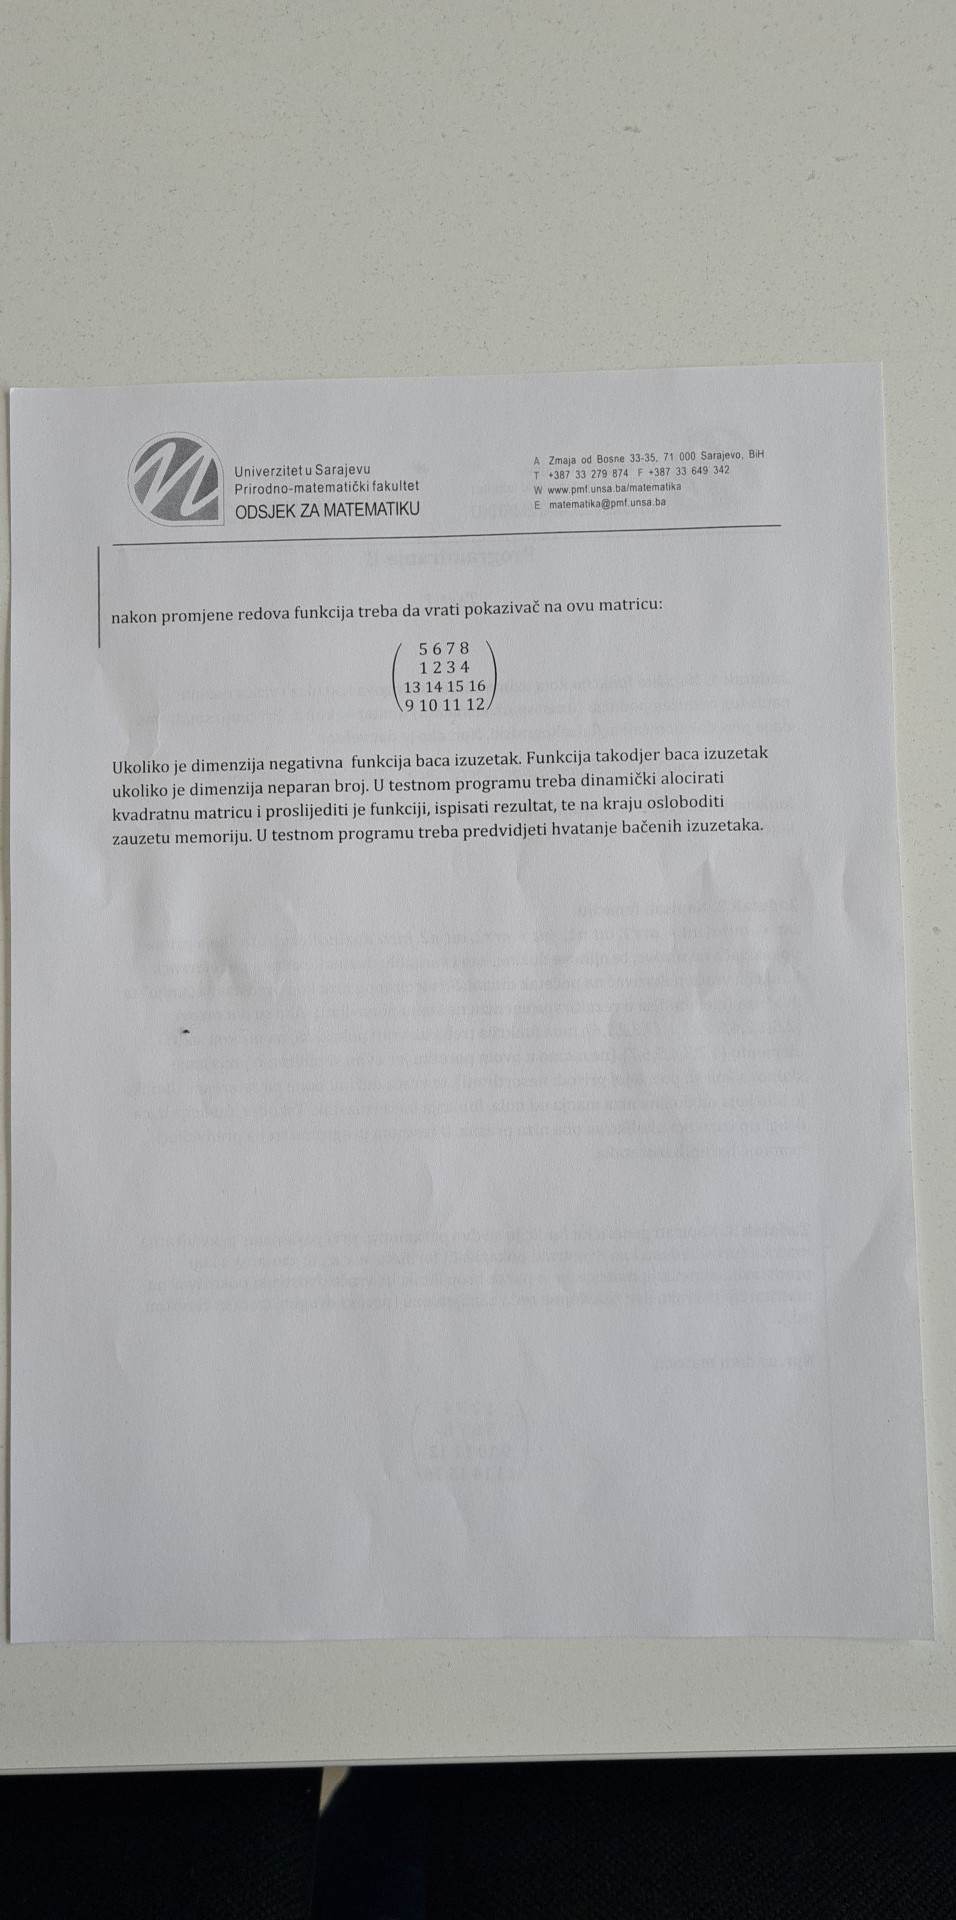 Univerzitet u Sarajevu
Prirodno-matematički fakultet
ODSJEK ZA MATEMATIKU
A Zmaja od Bosne 33-35, 71 000 Sarajevo, BiH
T +387 33 279 874 F +387 33 649 342
W www.pmf.unsa.ba/matematika
E matematika@pmf.unsa.ba
nakon promjene redova funkcija treba da vrati pokazivač na ovu matricu:
5 6 7 8
1 2 3 4
13 14 15 16
9 10 11 12
Ukoliko je dimenzija negativna funkcija baca izuzetak. Funkcija takodjer baca izuzetak
ukoliko je dimenzija neparan broj. U testnom programu treba dinamički alocirati
kvadratnu matricu i proslijediti je funkciji, ispisati rezultat, te na kraju osloboditi
zauzetu memoriju. U testnom programu treba predvidjeti hvatanje bačenih izuzetaka.